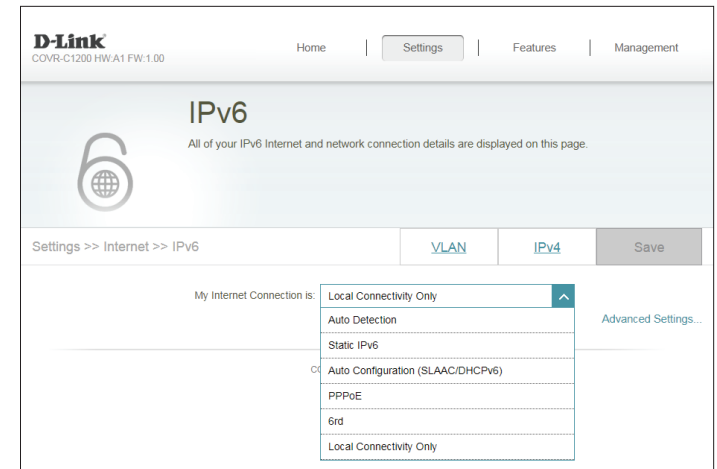 D-Link
COVR-C1200 HW:A1 FW:1.00
Home
Settings
Features
Management
IPv6
All of your IPv6 Internet and network connection details are displayed on this page.
Settings >> Internet >> IPv6
VLAN
IPv4
Save
My Internet Connection is:
Local Connectivity Only
Advanced Settings...
Auto Detection
Static IPv6
Auto Configuration (SLAAC/DHCPv6)
PPPoE
6rd
Local Connectivity Only